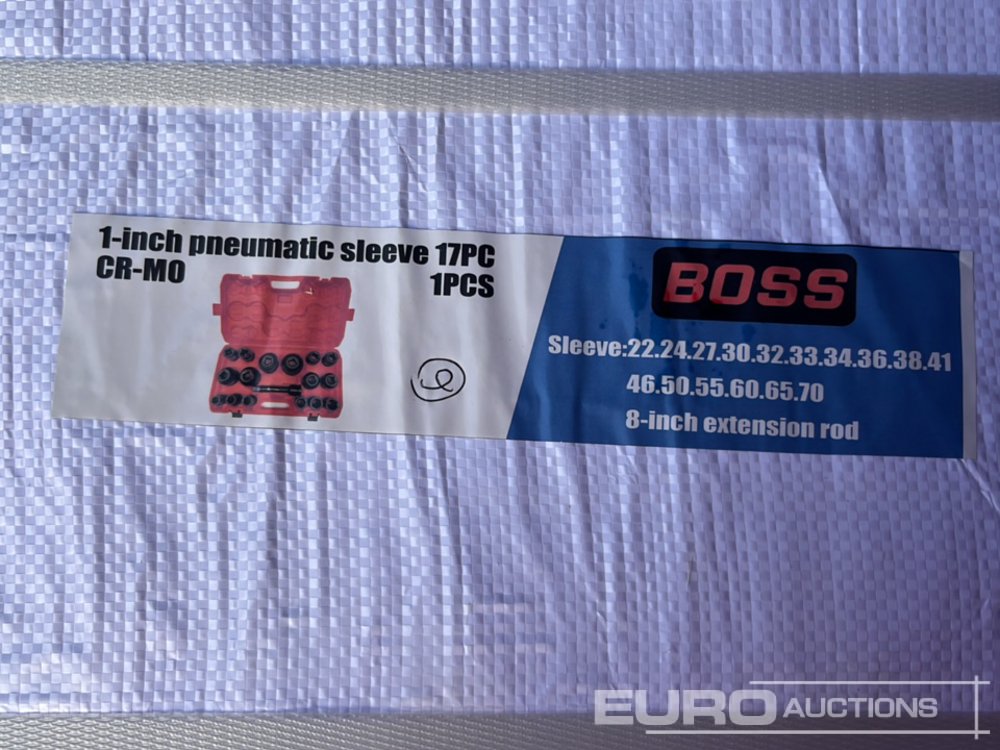 1-inch pneumatic sleeve 17PC
CR-MO 1PCS
BOSS
Sleeve:22.24.27.30.32.33.34.36.38.41
46.50.55.60.65.70
8-inch extension rod
EURO AUCTIONS